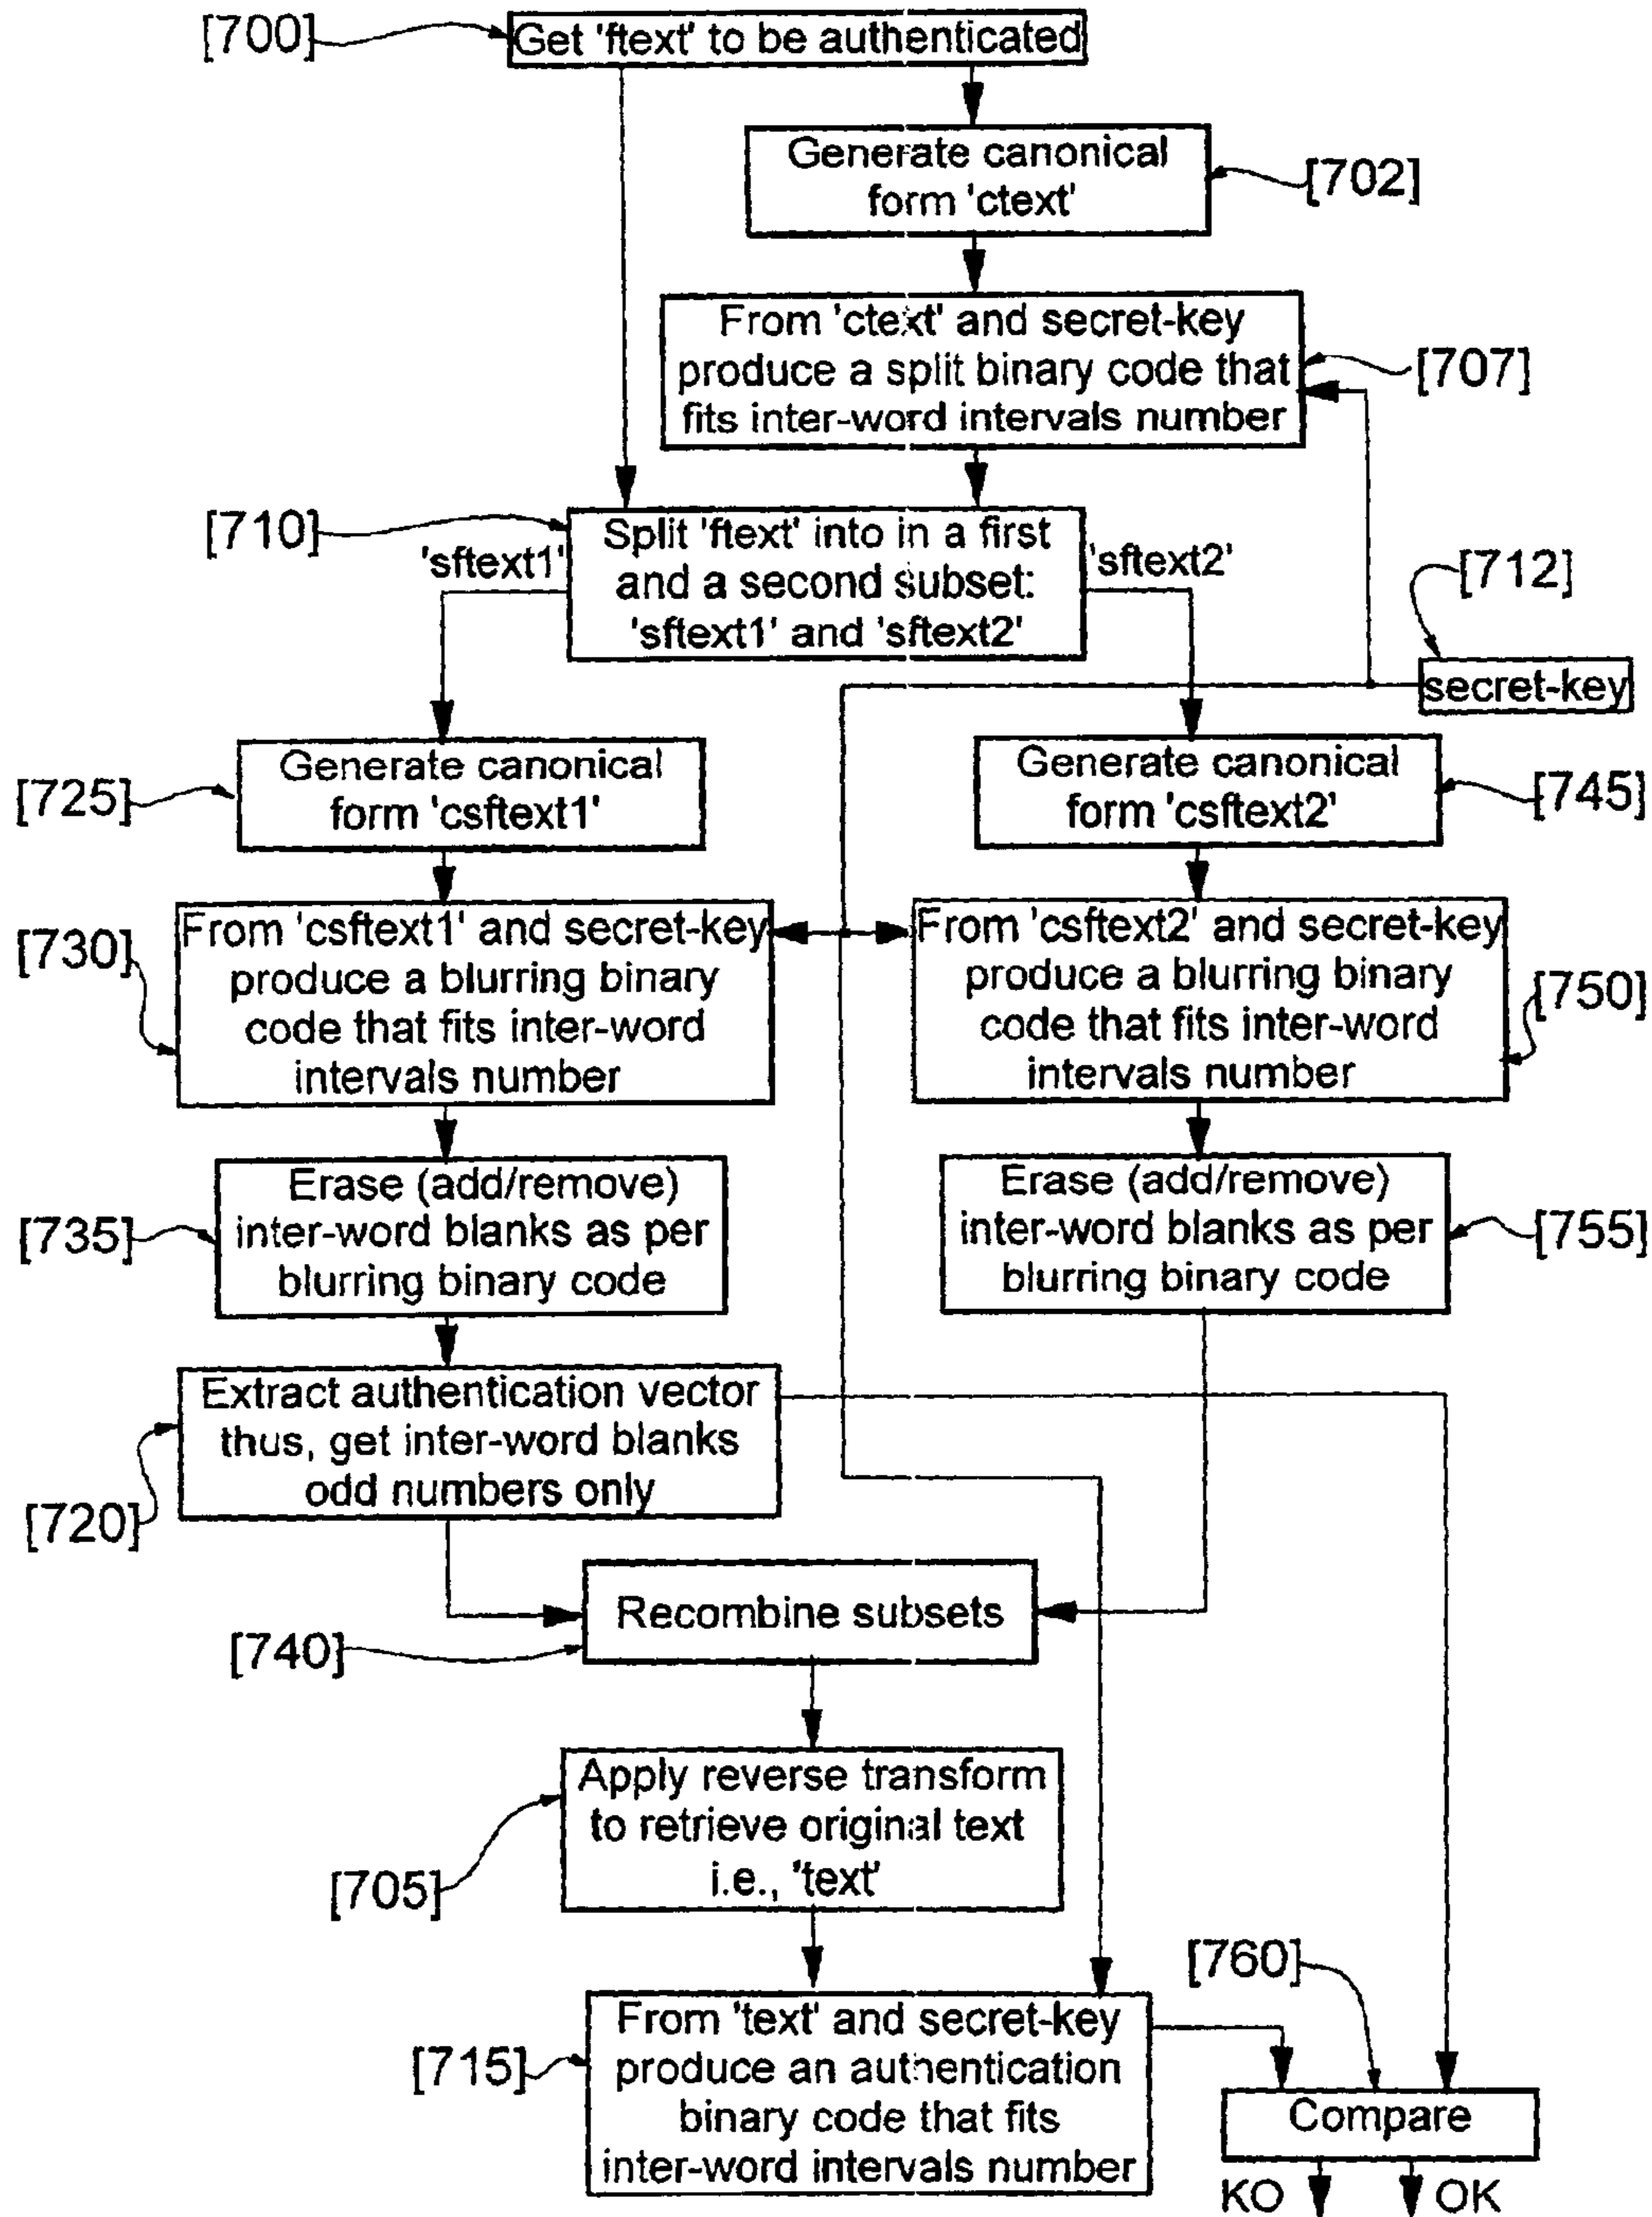 [700]
Get 'ftext' to be authenticated
Generate canonical
form 'ctext'
[702]
From 'ctext' and secret-key
produce a split binary code that
fits inter-word intervals number
[707]
[710]
Split 'ftext' into in a first
and a second subset:
'sftext1' and 'sftext2'
'sftext1'
'sftext2'
[712]
secret-key
[725]
Generate canonical
form 'csftext1'
Generate canonical
form 'csftext2'
[745]
[730]
From 'csftext1' and secret-key
produce a blurring binary
code that fits inter-word
intervals number
From 'csftext2' and secret-key
produce a blurring binary
code that fits inter-word
intervals number
[750]
[735]
Erase (add/remove)
inter-word blanks as per
blurring binary code
Erase (add/remove)
inter-word blanks as per
blurring binary code
[755]
Extract authentication vector
thus, get inter-word blanks
odd numbers only
[720]
Recombine subsets
[740]
Apply reverse transform
to retrieve original text
i.e., 'text'
[705]
[715]
From 'text' and secret-key
produce an authentication
binary code that fits
inter-word intervals number
[760]
Compare
KO
OK